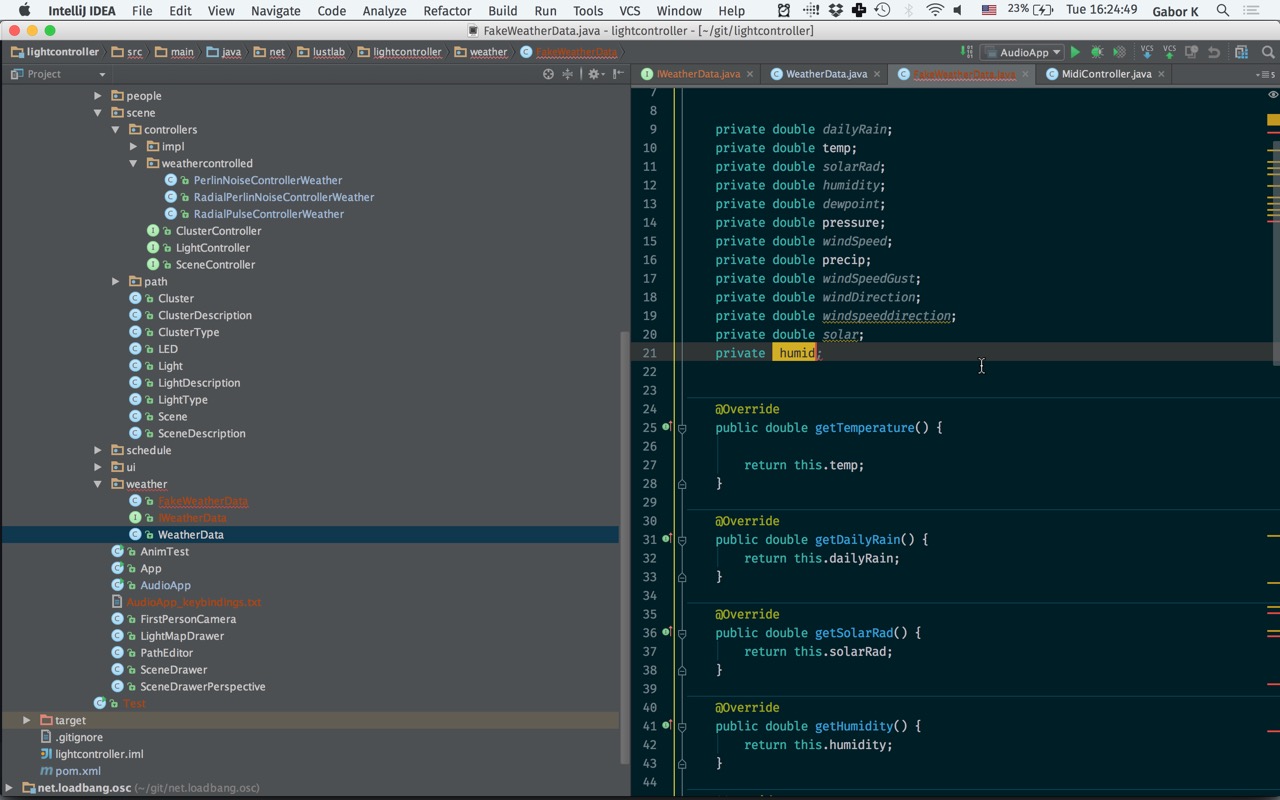 IntelliJ IDEA File Edit View Navigate Code Analyze Refactor Build Run Tools VCS Window Help 23% Tue 16:24:49 Gabor K
FakeWeatherData.java - lightcontroller - [~/git/lightcontroller]
lightcontroller src main java net lustlab lightcontroller weather FakeWeatherData AudioApp VCS VCS
Project
IWeatherData.java WeatherData.java FakeWeatherData.java MidiController.java
people
scene
controllers
impl
weathercontrolled
PerlinNoiseControllerWeather
RadialPerlinNoiseControllerWeather
RadialPulseControllerWeather
ClusterController
LightController
SceneController
path
Cluster
ClusterDescription
ClusterType
LED
Light
LightDescription
LightType
Scene
SceneDescription
schedule
ui
weather
FakeWeatherData
IWeatherData
WeatherData
AnimTest
App
AudioApp
AudioApp_keybindings.txt
FirstPersonCamera
LightMapDrawer
PathEditor
SceneDrawer
SceneDrawerPerspective
Test
target
.gitignore
lightcontroller.iml
pom.xml
net.loadbang.osc (~/git/net.loadbang.osc)
7
8
9 private double dailyRain;
10 private double temp;
11 private double solarRad;
12 private double humidity;
13 private double dewpoint;
14 private double pressure;
15 private double windSpeed;
16 private double precip;
17 private double windSpeedGust;
18 private double windDirection;
19 private double windspeeddirection;
20 private double solar;
21 private humid;
22
23
24 @Override
25 public double getTemperature() {
26
27 return this.temp;
28 }
29
30 @Override
31 public double getDailyRain() {
32 return this.dailyRain;
33 }
34
35 @Override
36 public double getSolarRad() {
37 return this.solarRad;
38 }
39
40 @Override
41 public double getHumidity() {
42 return this.humidity;
43 }
44